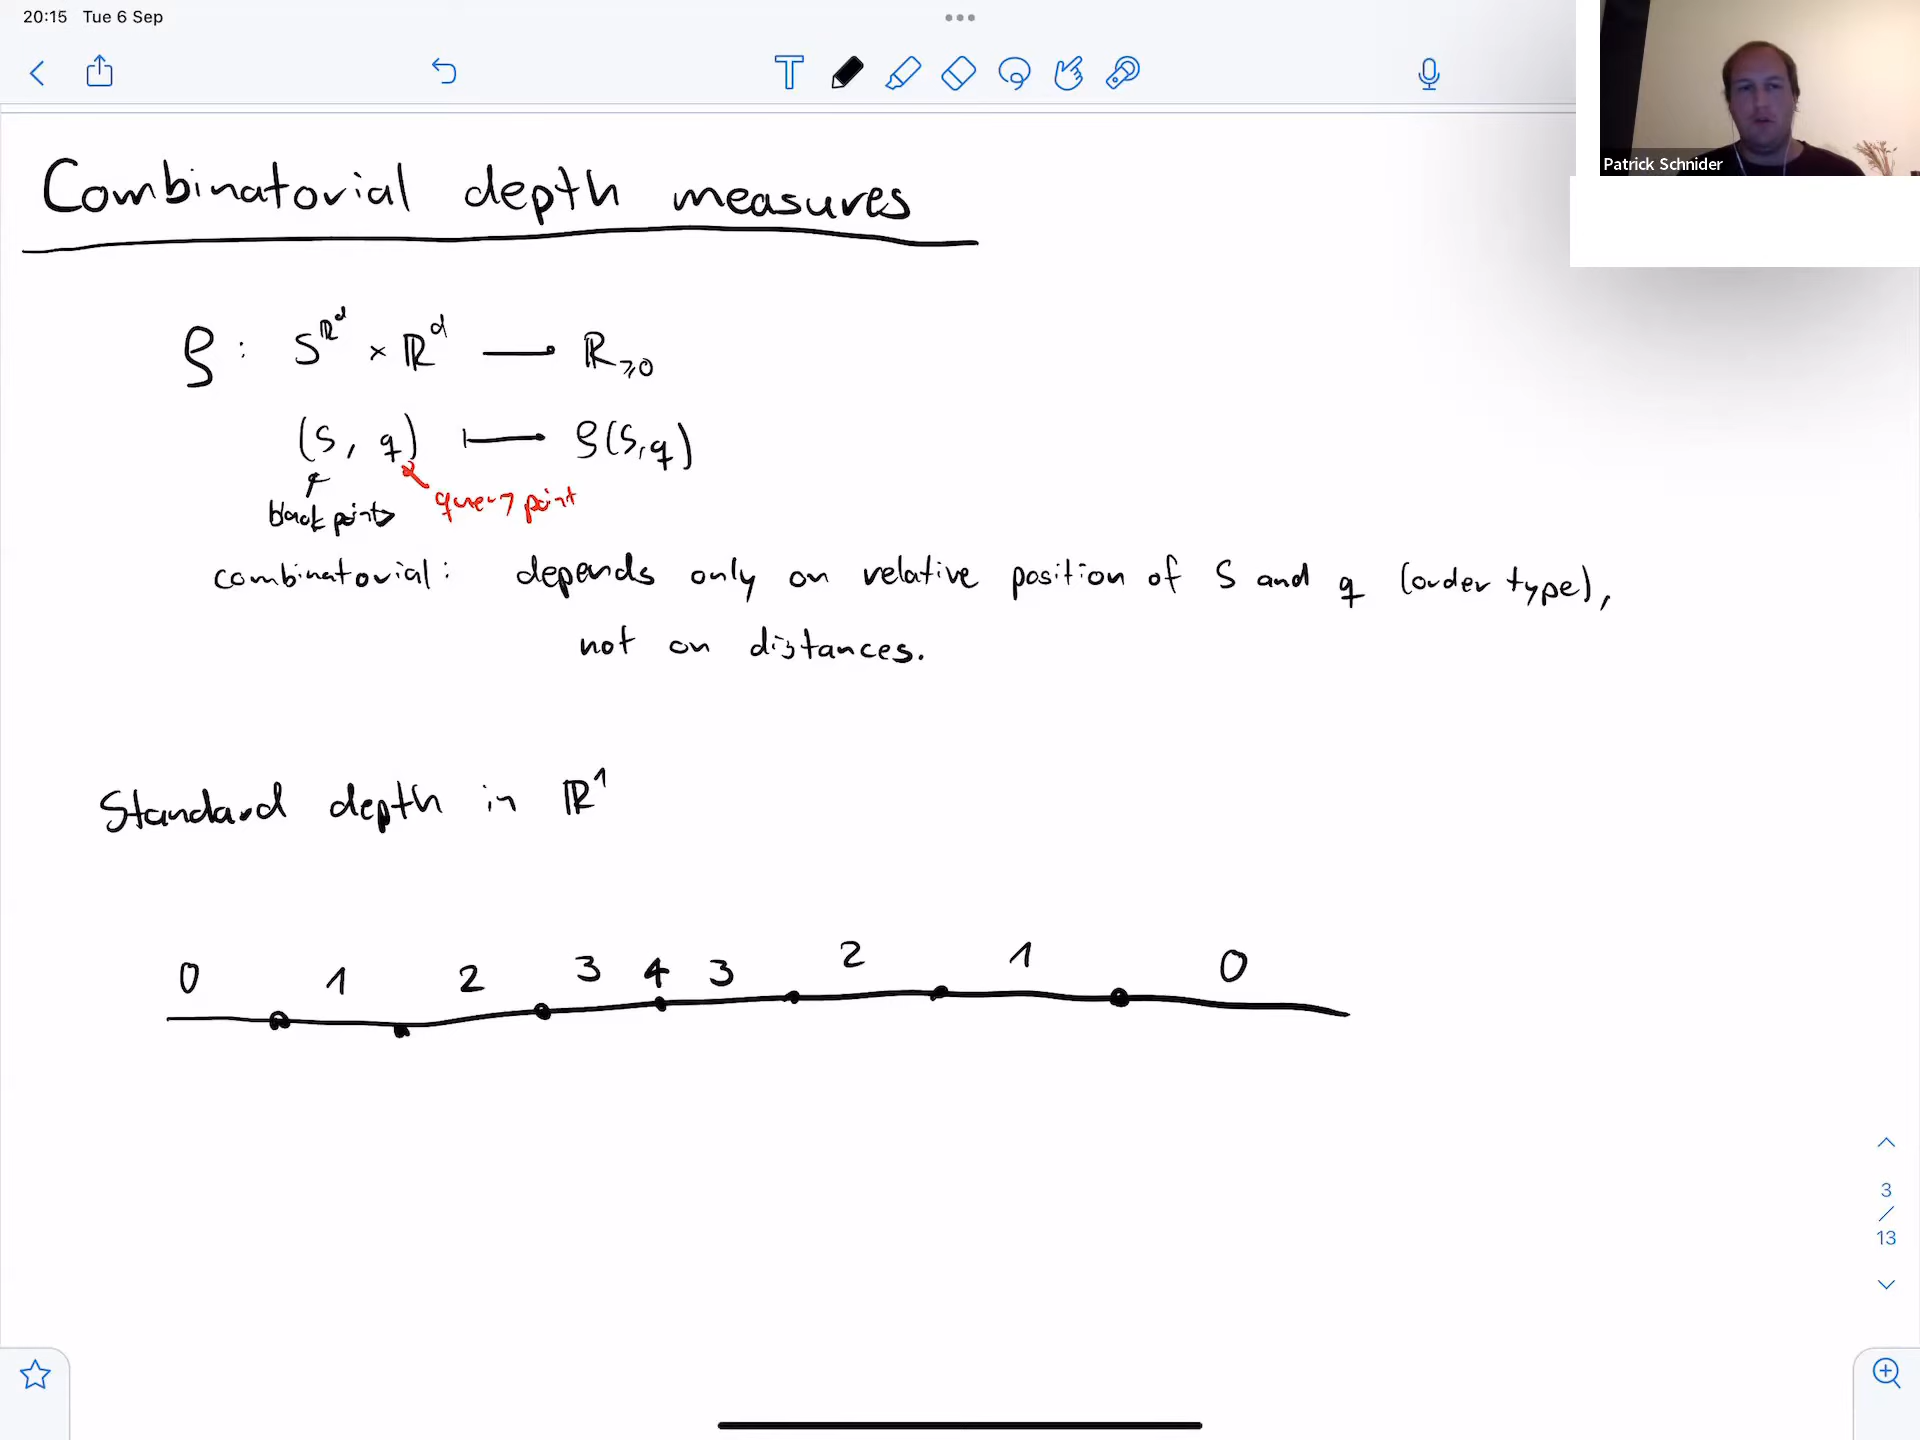 20:15 Tue 6 Sep
Patrick Schnider
Combinatorial depth measures
ϱ : S^ℝ^d × ℝ^d → ℝ≥0
(S, q) ↦ ϱ(S,q)
black points query point
combinatorial: depends only on relative position of S and q (order type),
not on distances.
Standard depth in ℝ^1
0 1 2 3 4 3 2 1 0
3
/
13